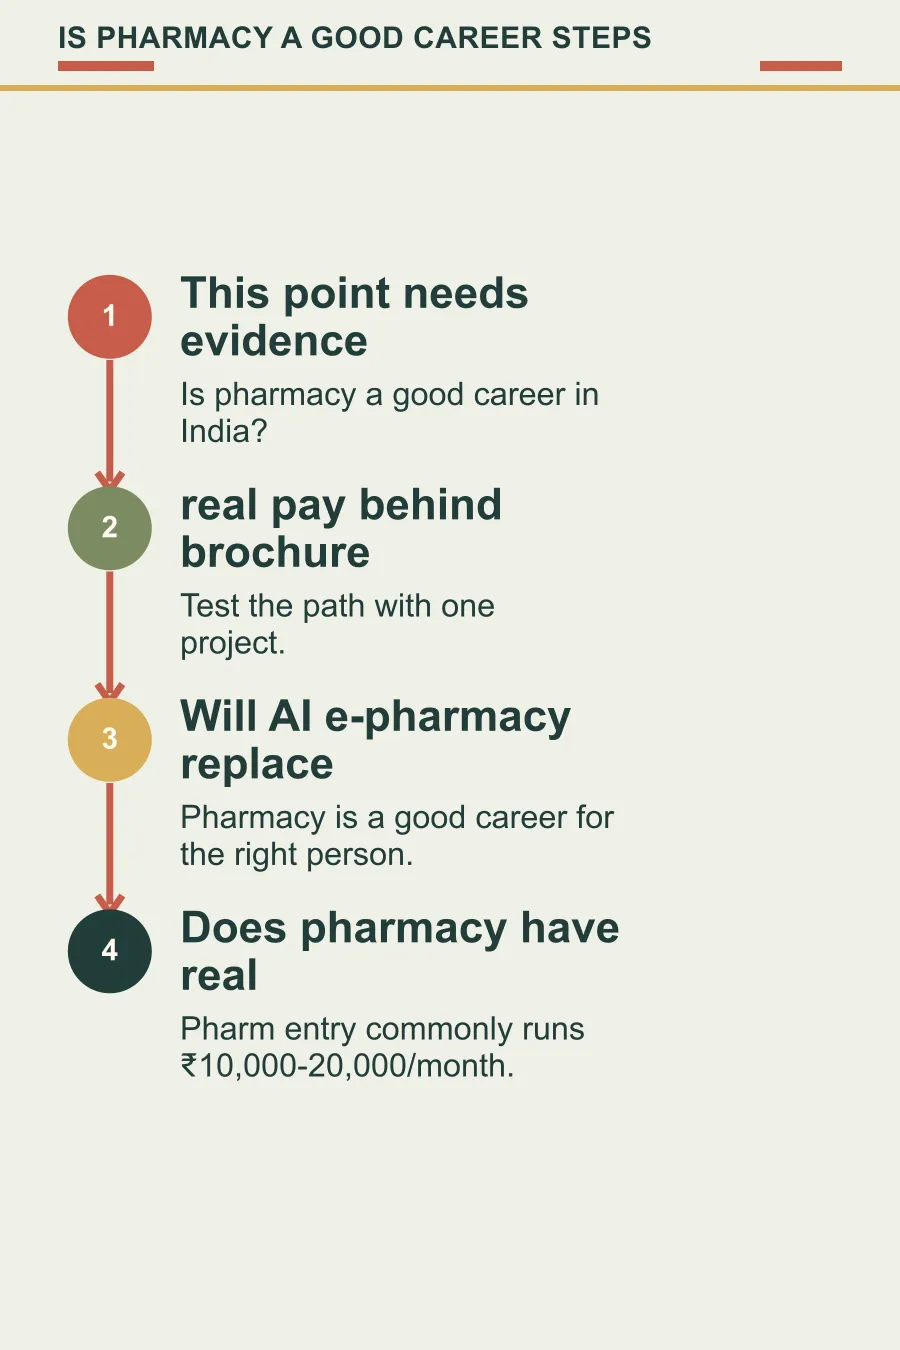 IS PHARMACY A GOOD CAREER STEPS
1
This point needs
evidence
Is pharmacy a good career in
India?
2
real pay behind
brochure
Test the path with one
project.
3
Will AI e-pharmacy
replace
Pharmacy is a good career for
the right person.
4
Does pharmacy have
real
Pharm entry commonly runs
₹10,000-20,000/month.